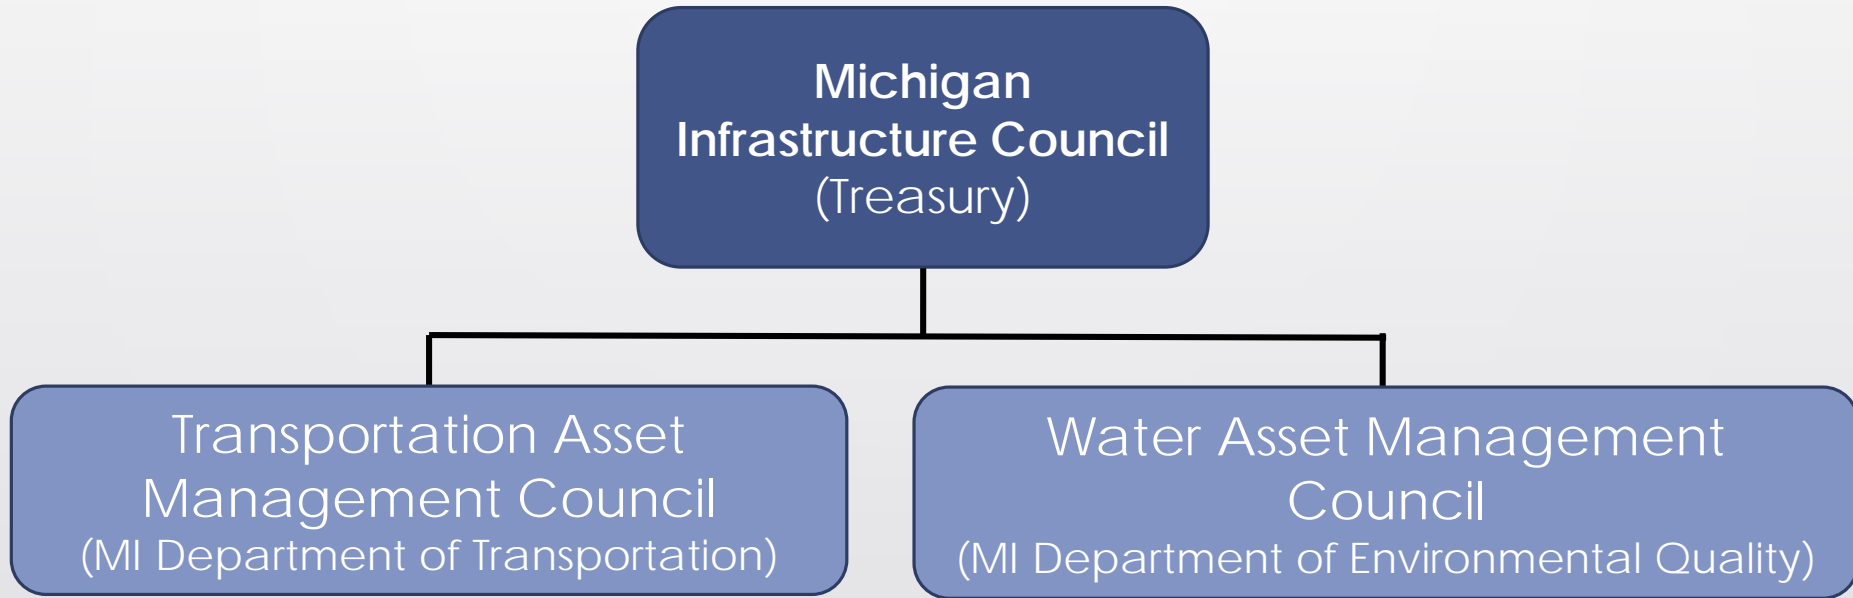 Michigan
Infrastructure Council
(Treasury)
Transportation Asset
Management Council
(MI Department of Transportation)
Water Asset Management
Council
(MI Department of Environmental Quality)